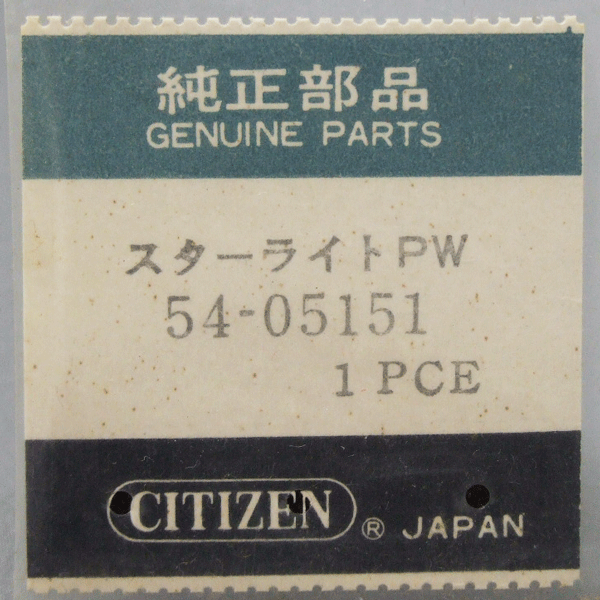 純正部品
GENUINE PARTS
スターライトPW
54-05151
1 PCE
CITIZEN ® JAPAN